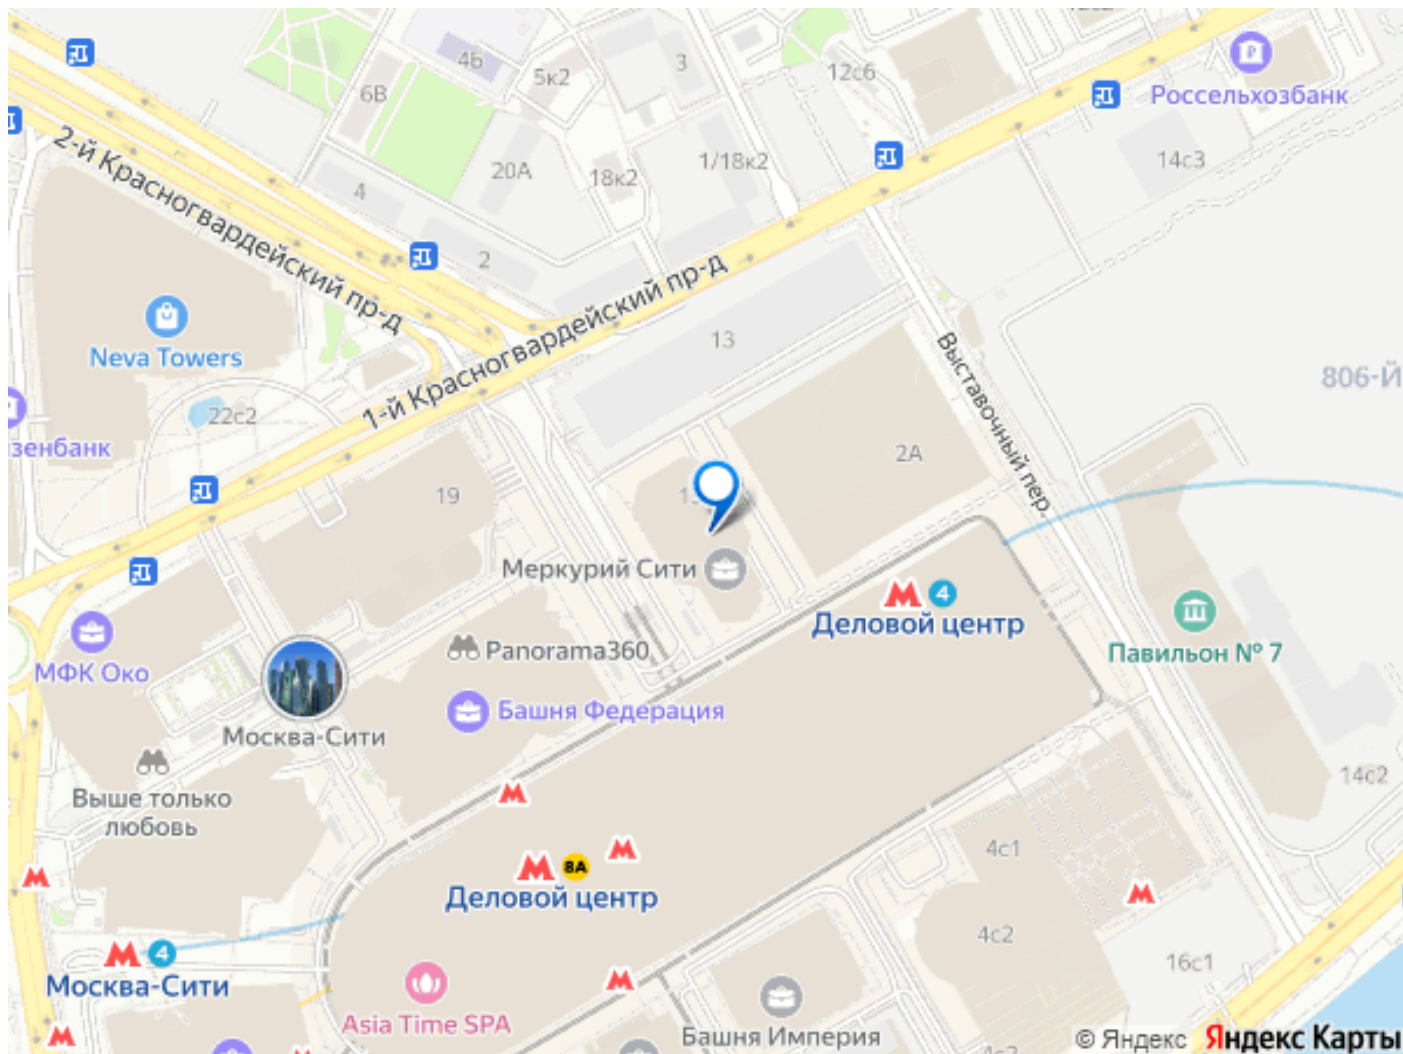 4Б
3
5к2
12с6
Россельхозбанк
6В
2-й Красногвардейский пр-д
20А
1/18к2
14с3
18к2
4
2
1-й Красногвардейский пр-д
Neva Towers
13
Выставочный пер.
806-Й
22с2
зенбанк
2А
19
Меркурий Сити
4
Деловой центр
МФК Око
Panorama360
Павильон № 7
Башня Федерация
Москва-Сити
14с2
Выше только
любовь
4с1
8А
Деловой центр
4с2
4
Москва-Сити
16с1
Asia Time SPA
Башня Империя
© Яндекс Яндекс Карты